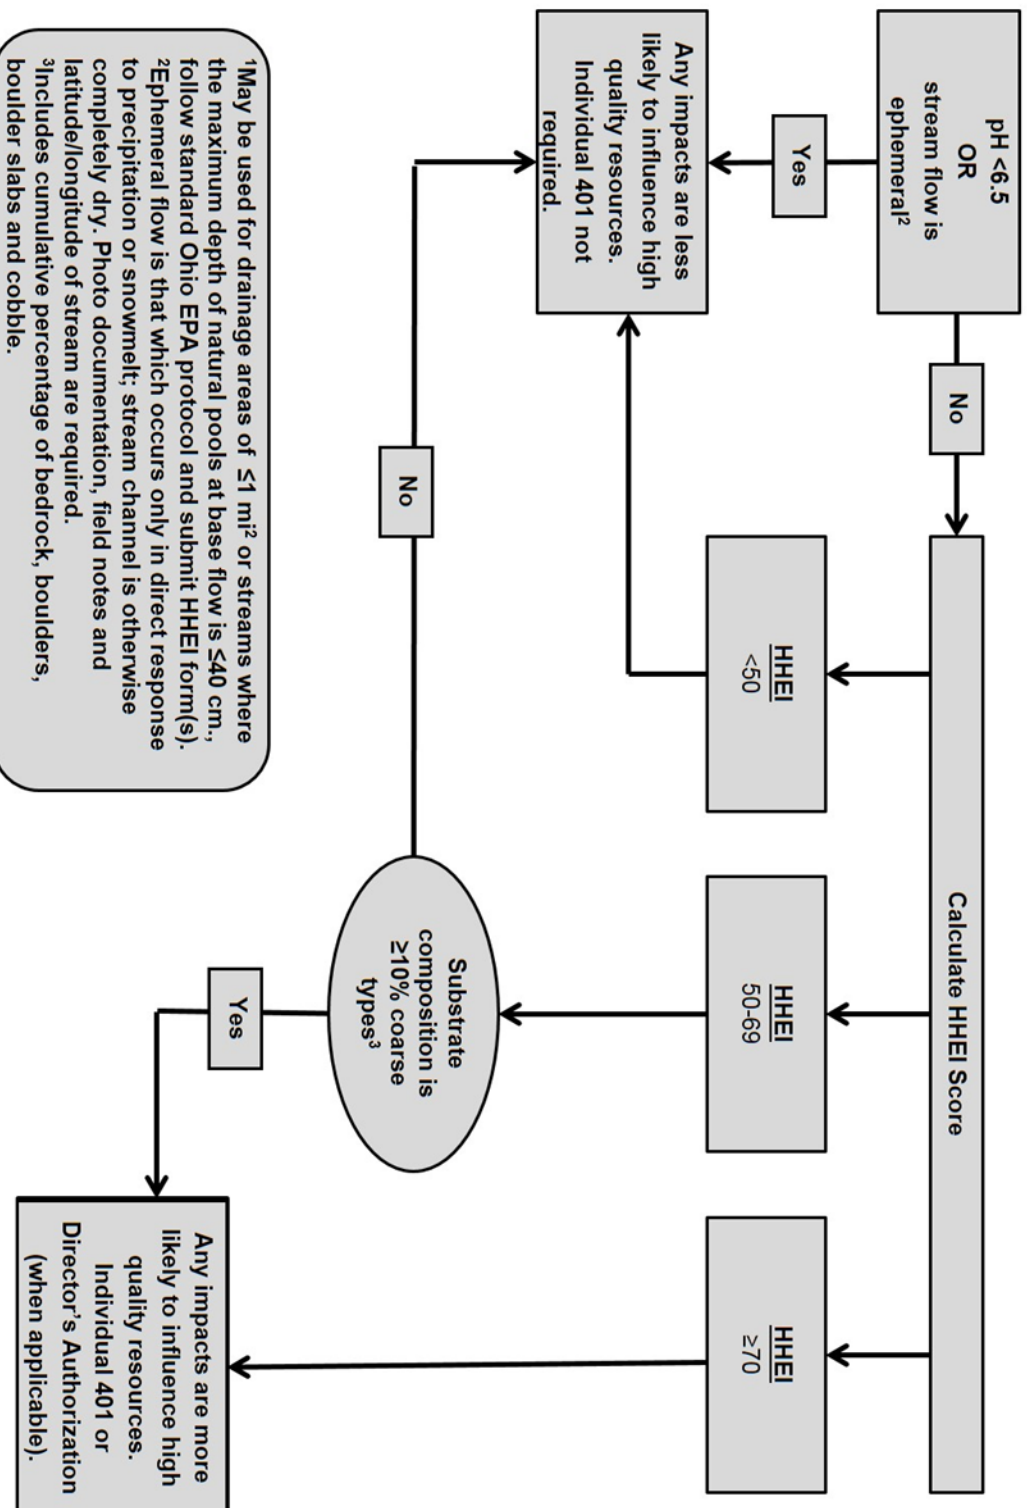 pH <6.5
OR
stream flow is
ephemeral²
No
Calculate HHEI Score
Yes
HHEI
<50
HHEI
50-69
HHEI
≥70
Any impacts are less
likely to influence high
quality resources.
Individual 401 not
required.
No
Substrate
composition is
≥10% coarse
types³
Yes
Any impacts are more
likely to influence high
quality resources.
Individual 401 or
Director’s Authorization
(when applicable).
¹May be used for drainage areas of ≤1 mi² or streams where
the maximum depth of natural pools at base flow is ≤40 cm.,
follow standard Ohio EPA protocol and submit HHEI form(s).
²Ephemeral flow is that which occurs only in direct response
to precipitation or snowmelt; stream channel is otherwise
completely dry. Photo documentation, field notes and
latitude/longitude of stream are required.
³Includes cumulative percentage of bedrock, boulders,
boulder slabs and cobble.